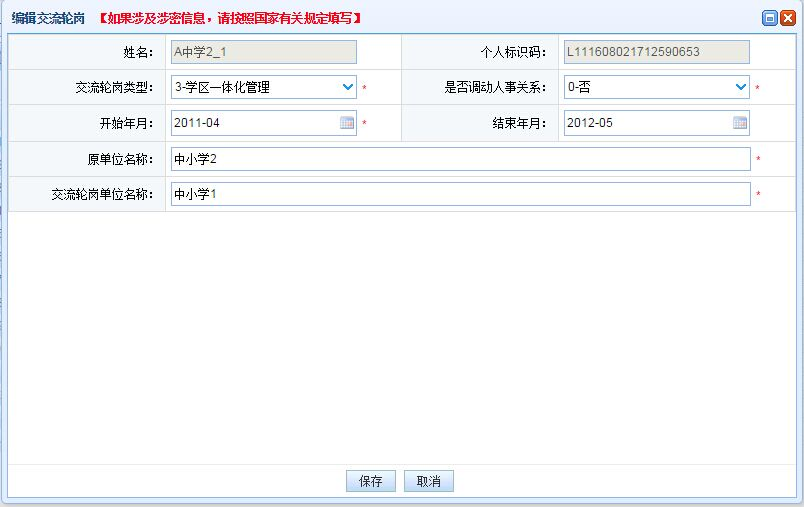 编辑交流轮岗 【如果涉及涉密信息，请按照国家有关规定填写】
姓名： A中学2_1 个人标识码： L111608021712590653
交流轮岗类型： 3-学区一体化管理 * 是否调动人事关系： 0-否 *
开始年月： 2011-04 * 结束年月： 2012-05
原单位名称： 中小学2 *
交流轮岗单位名称： 中小学1 *
保存 取消